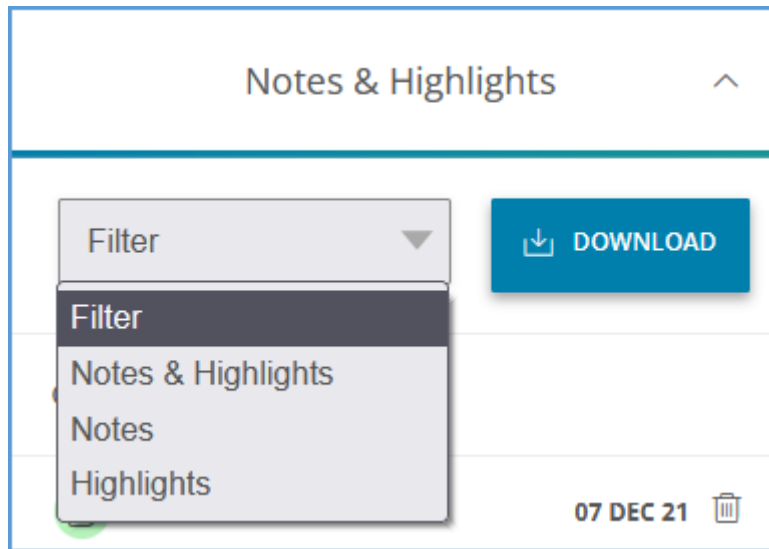 Notes & Highlights
Filter
DOWNLOAD
Filter
Notes & Highlights
Notes
Highlights
07 DEC 21